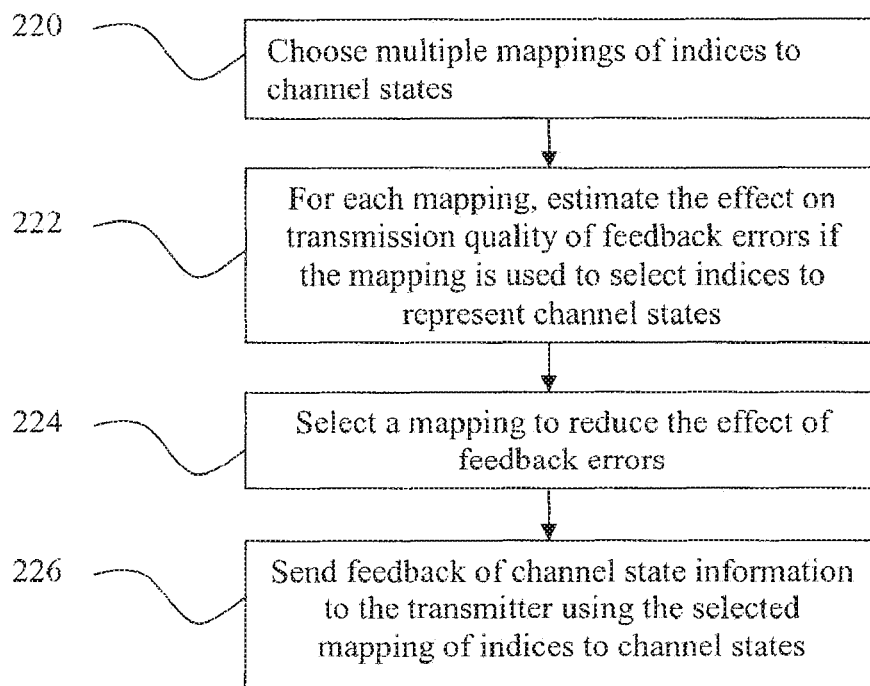 220
Choose multiple mappings of indices to
channel states
222
For each mapping, estimate the effect on
transmission quality of feedback errors if
the mapping is used to select indices to
represent channel states
224
Select a mapping to reduce the effect of
feedback errors
226
Send feedback of channel state information
to the transmitter using the selected
mapping of indices to channel states